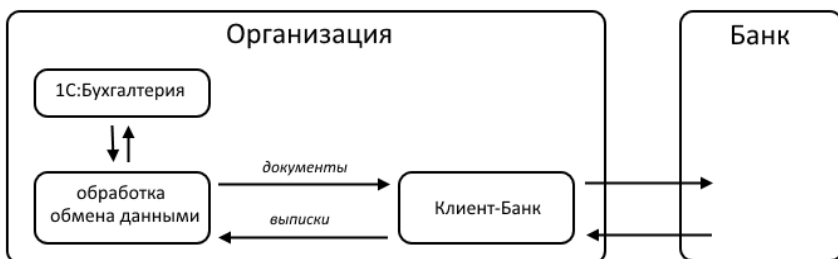 Организация
Банк
1С:Бухгалтерия
документы
обработка
обмена данными
Клиент-Банк
выписки